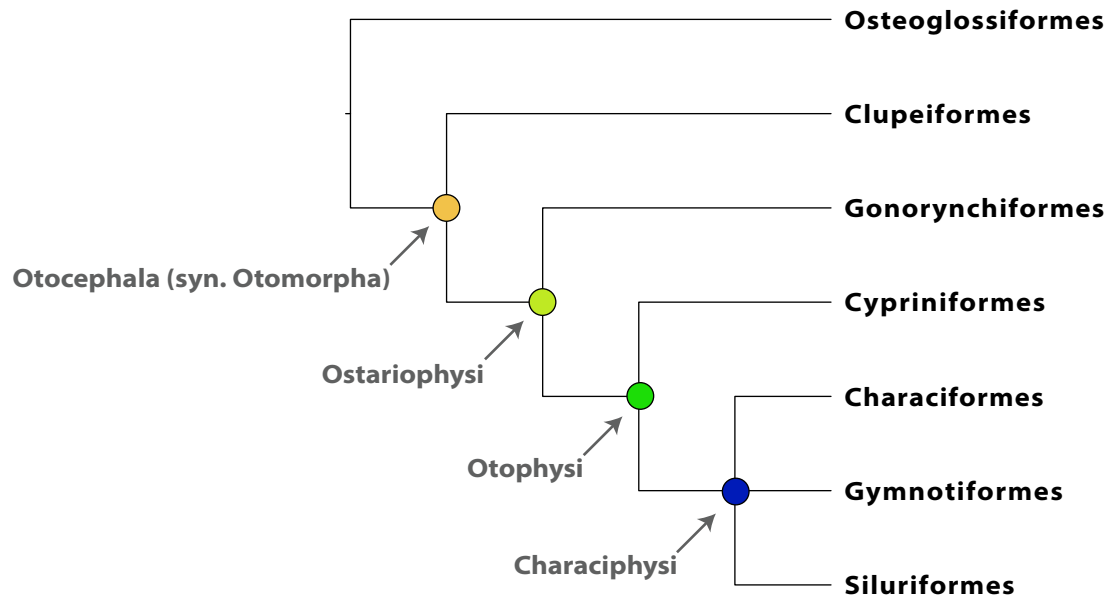 Osteoglossiformes
Clupeiformes
Gonorynchiformes
Otocephala (syn. Otomorpha)
Cypriniformes
Ostariophysi
Characiformes
Otophysi
Gymnotiformes
Characiphysi
Siluriformes